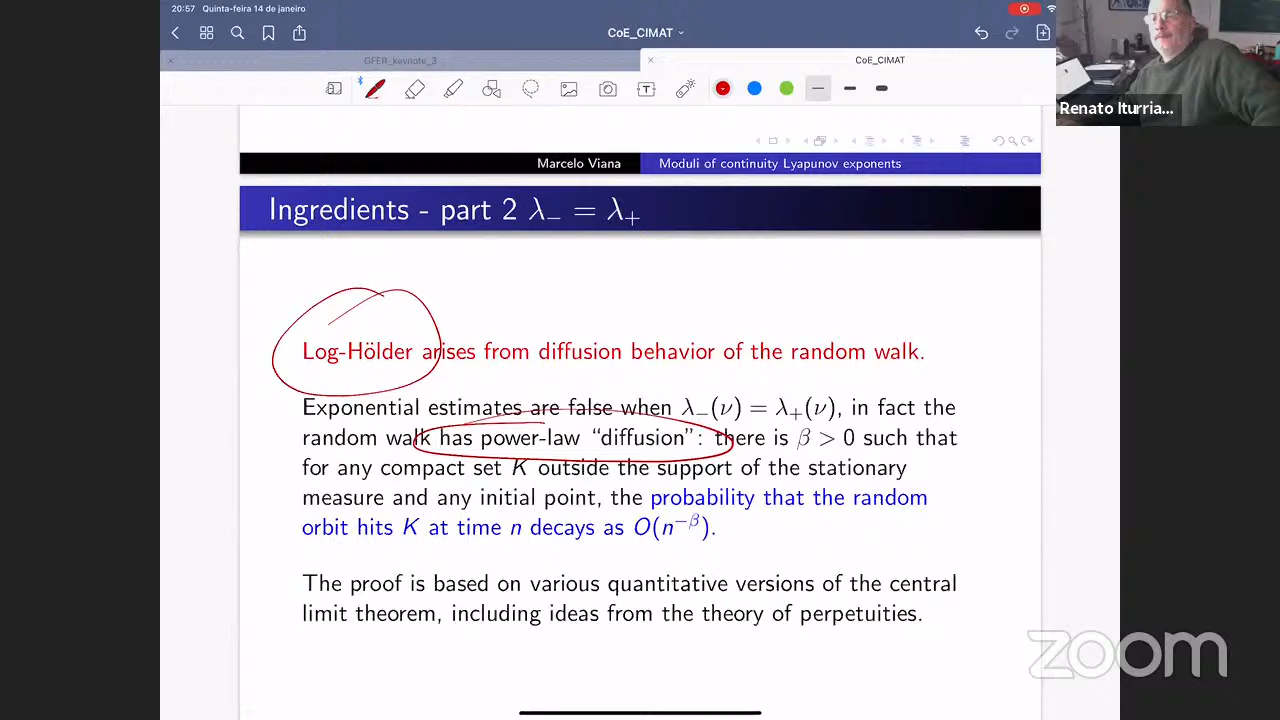 20:57 Quinta-feira 14 de janeiro
CoE_CIMAT
GFER_keynote_3
CoE_CIMAT
T
Renato Iturria...
Marcelo Viana Moduli of continuity Lyapunov exponents
Ingredients - part 2 λ₋ = λ₊
Log-Hölder arises from diffusion behavior of the random walk.
Exponential estimates are false when λ₋(ν) = λ₊(ν), in fact the
random walk has power-law “diffusion”: there is β > 0 such that
for any compact set K outside the support of the stationary
measure and any initial point, the probability that the random
orbit hits K at time n decays as O(n⁻ᵝ).
The proof is based on various quantitative versions of the central
limit theorem, including ideas from the theory of perpetuities.
zoom